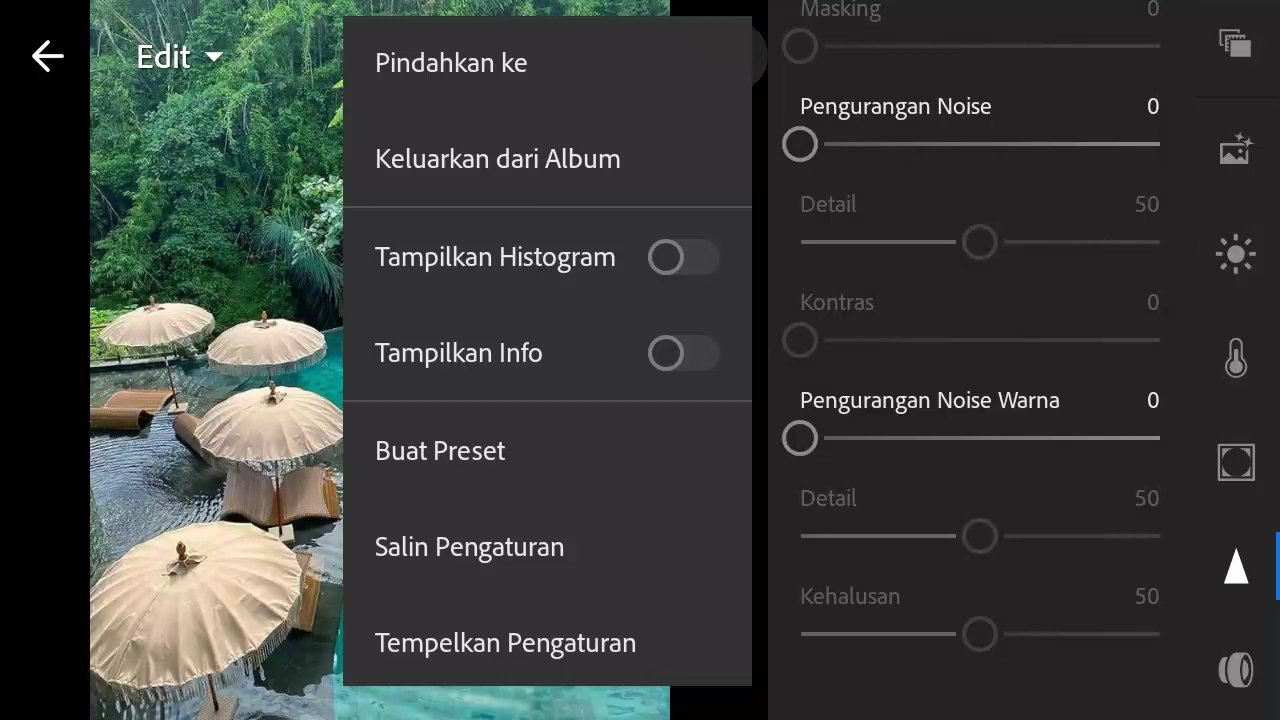 Edit
Pindahkan ke
Keluarkan dari Album
Tampilkan Histogram
Tampilkan Info
Buat Preset
Salin Pengaturan
Tempelkan Pengaturan
Masking 0
Pengurangan Noise 0
Detail 50
Kontras 0
Pengurangan Noise Warna 0
Detail 50
Kehalusan 50